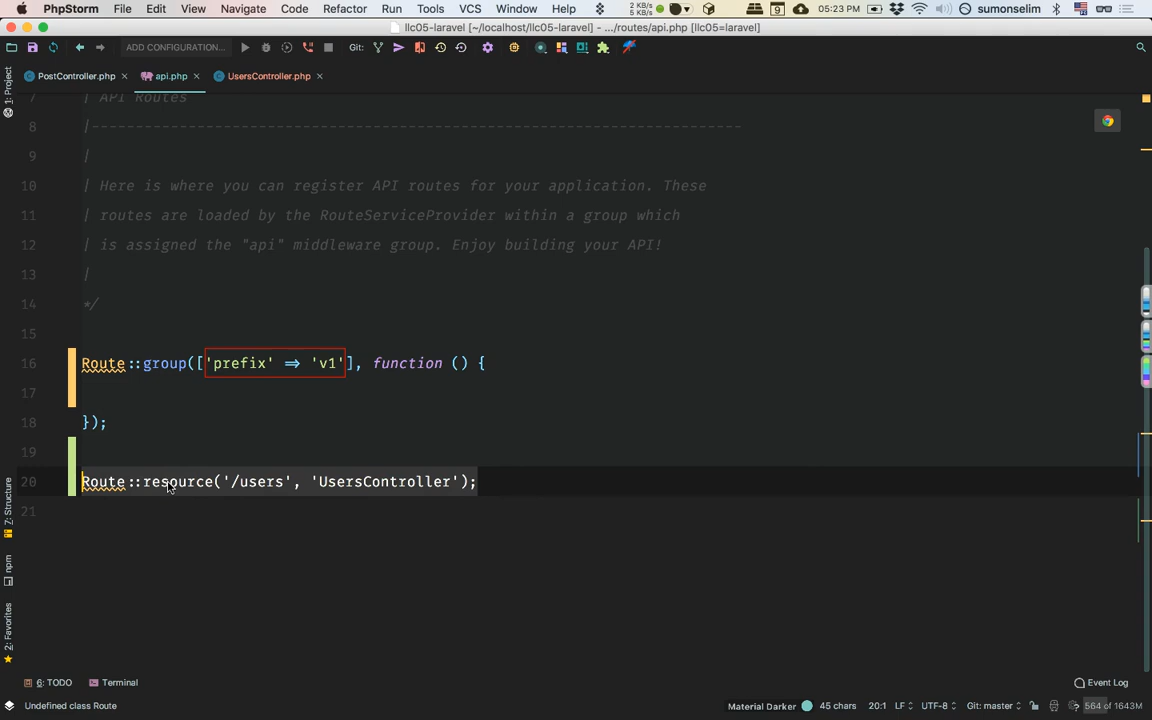 PhpStorm File Edit View Navigate Code Refactor Run Tools VCS Window Help 2 KB/s 5 KB/s 9 05:23 PM sumonselim
llc05-laravel [~/localhost/llc05-laravel] - .../routes/api.php [llc05=laravel]
ADD CONFIGURATION... Git:
PostController.php × api.php × UsersController.php ×
1: Project
7: Structure
npm
2: Favorites
7 | API Routes
8 |--------------------------------------------------------------------------
9 |
10 | Here is where you can register API routes for your application. These
11 | routes are loaded by the RouteServiceProvider within a group which
12 | is assigned the "api" middleware group. Enjoy building your API!
13 |
14 */
15
16 Route::group(['prefix' => 'v1'], function () {
17
18 });
19
20 Route::resource('/users', 'UsersController');
21
6: TODO Terminal Event Log
Undefined class Route Material Darker 45 chars 20:1 LF UTF-8 Git: master 564 of 1643M